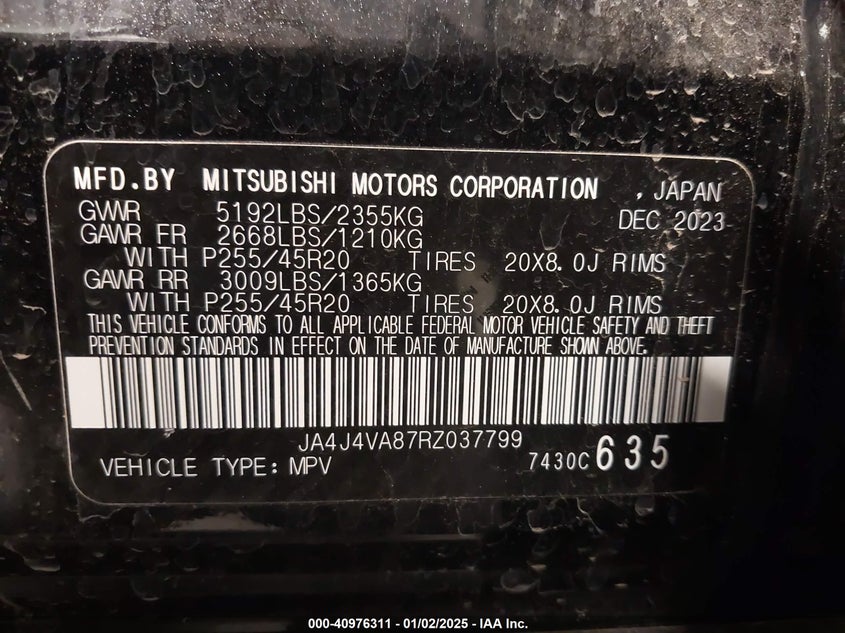 MFD.BY MITSUBISHI MOTORS CORPORATION , JAPAN
GVWR 5192LBS/2355KG DEC 2023
GAWR FR 2668LBS/1210KG
WITH P255/45R20 TIRES 20X8.0J RIMS
GAWR RR 3009LBS/1365KG
WITH P255/45R20 TIRES 20X8.0J RIMS
THIS VEHICLE CONFORMS TO ALL APPLICABLE FEDERAL MOTOR VEHICLE SAFETY AND THEFT
PREVENTION STANDARDS IN EFFECT ON THE DATE OF MANUFACTURE SHOWN ABOVE.
JA4J4VA87RZ037799
VEHICLE TYPE: MPV 7430C635
000-40976311 - 01/02/2025 - IAA Inc.